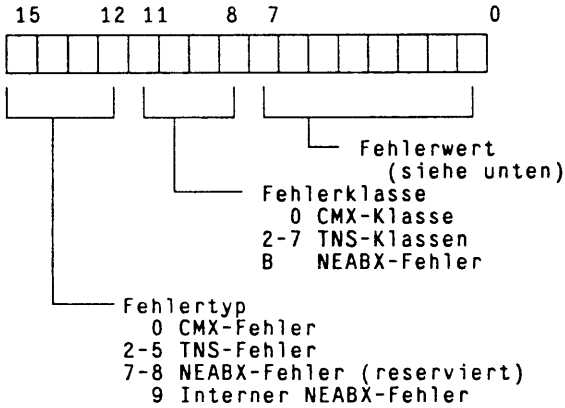 15 12 11 8 7 0
Fehlerwert
(siehe unten)
Fehlerklasse
0 CMX-Klasse
2-7 TNS-Klassen
B NEABX-Fehler
Fehlertyp
0 CMX-Fehler
2-5 TNS-Fehler
7-8 NEABX-Fehler (reserviert)
9 Interner NEABX-Fehler